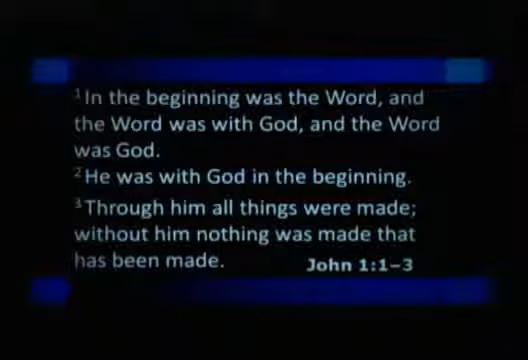 ¹In the beginning was the Word, and
the Word was with God, and the Word
was God.
²He was with God in the beginning.
³Through him all things were made;
without him nothing was made that
has been made. John 1:1–3